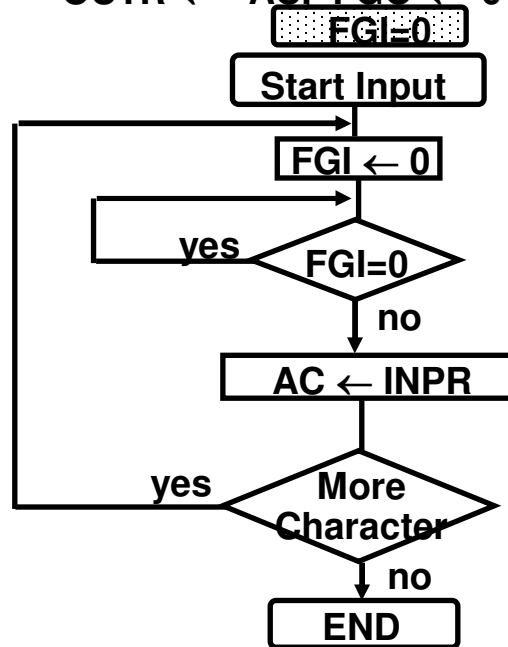 FGI=0
Start Input
FGI ← 0
yes
FGI=0
no
AC ← INPR
yes
More
Character
no
END